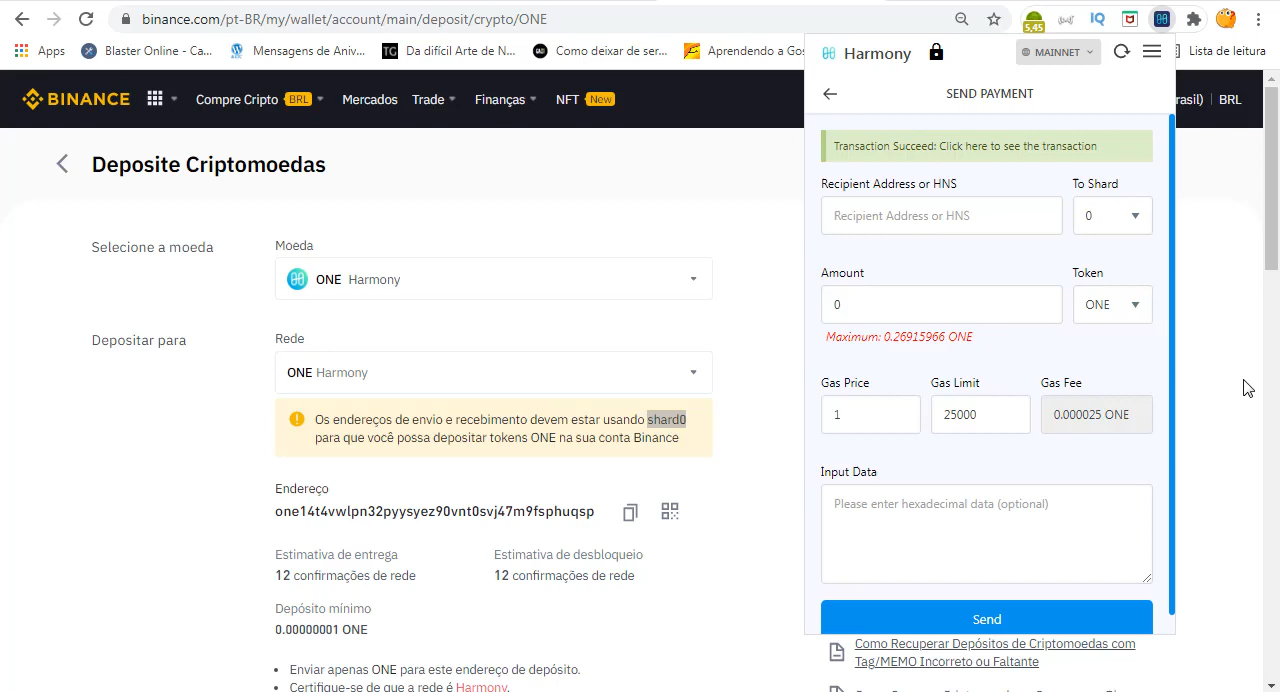 binance.com/pt-BR/my/wallet/account/main/deposit/crypto/ONE
5,45
IQ
Apps
Blaster Online - Ca...
Mensagens de Aniv...
TG
Da difícil Arte de N...
Como deixar de ser...
Aprendendo a Gos
Lista de leitura
BINANCE
Compre Cripto BRL
Mercados
Trade
Finanças
NFT New
rasil) BRL
Deposite Criptomoedas
Selecione a moeda
Moeda
ONE Harmony
Depositar para
Rede
ONE Harmony
Os endereços de envio e recebimento devem estar usando shard0
para que você possa depositar tokens ONE na sua conta Binance
Endereço
one14t4vwlpn32pyysyez90vnt0svj47m9fsphuqsp
Estimativa de entrega
12 confirmações de rede
Estimativa de desbloqueio
12 confirmações de rede
Depósito mínimo
0.00000001 ONE
Enviar apenas ONE para este endereço de depósito.
Certifique-se de que a rede é Harmony.
Harmony
MAINNET
SEND PAYMENT
Transaction Succeed: Click here to see the transaction
Recipient Address or HNS
To Shard
Recipient Address or HNS
0
Amount
Token
0
ONE
Maximum: 0.26915966 ONE
Gas Price
Gas Limit
Gas Fee
1
25000
0.000025 ONE
Input Data
Please enter hexadecimal data (optional)
Send
Como Recuperar Depósitos de Criptomoedas com
Tag/MEMO Incorreto ou Faltante